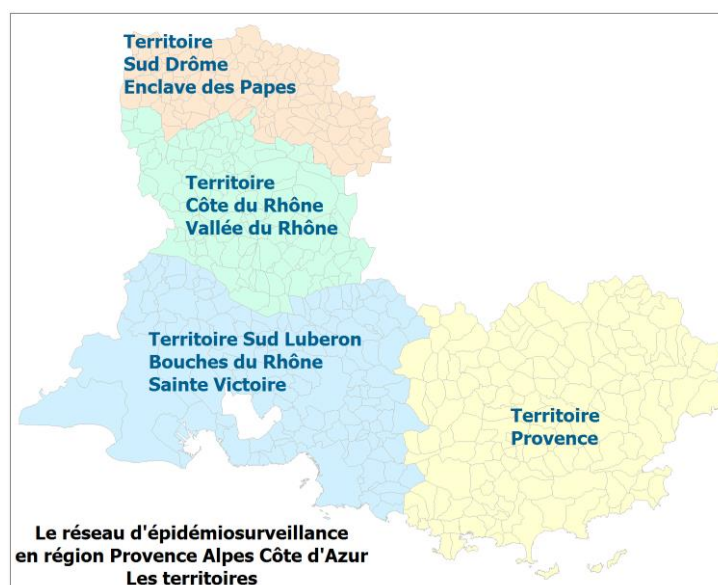 Territoire
Sud Drôme
Enclave des Papes
Territoire
Côte du Rhône
Vallée du Rhône
Territoire Sud Luberon
Bouches du Rhône
Sainte Victoire
Territoire
Provence
Le réseau d'épidémiosurveillance
en région Provence Alpes Côte d'Azur
Les territoires